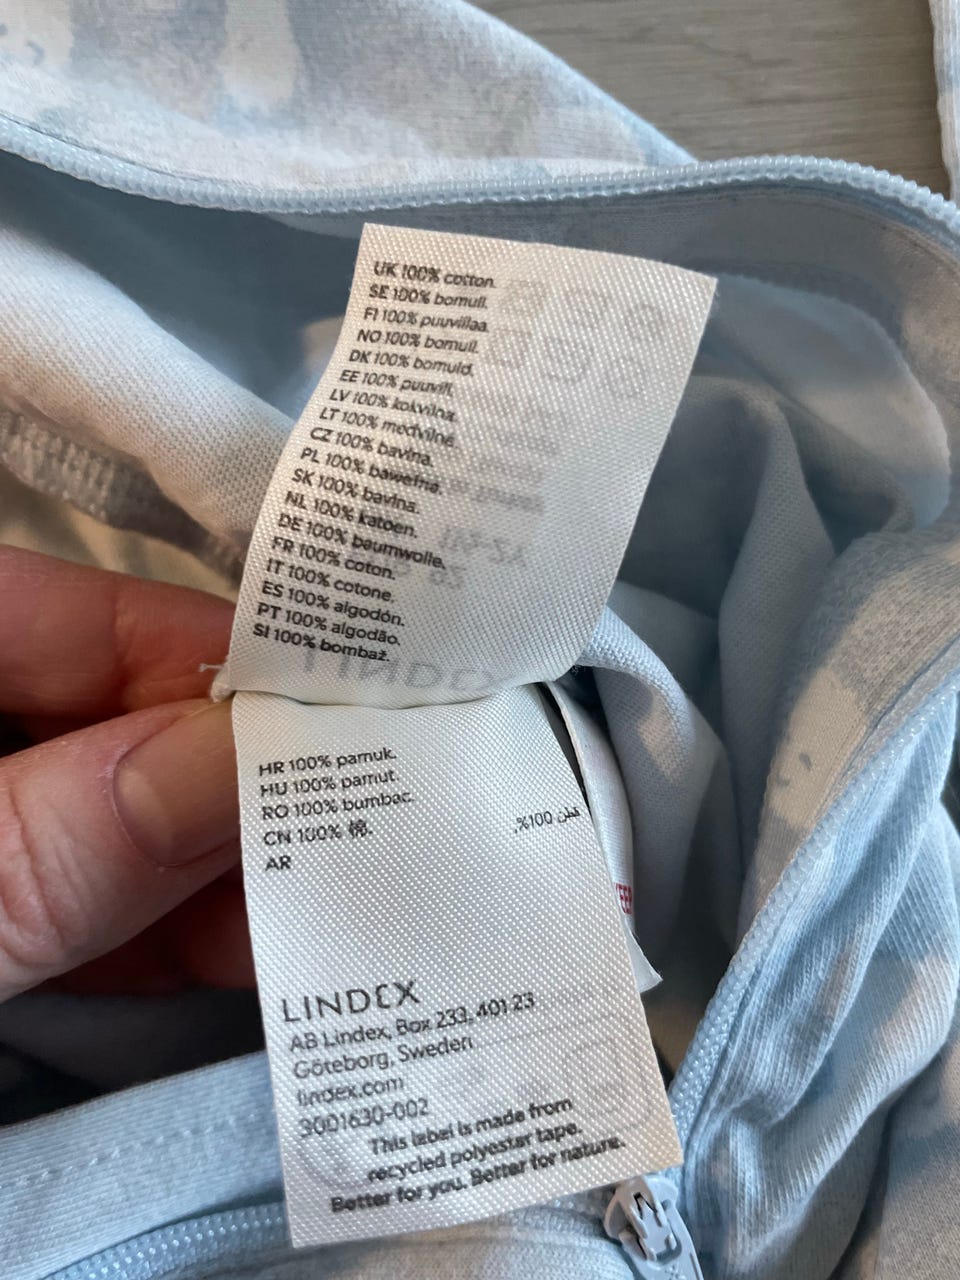 UK 100% cotton.
SE 100% bomull.
FI 100% puuvillaa.
NO 100% bomull.
DK 100% bomuld.
EE 100% puuvill.
LV 100% kokvilna.
LT 100% medvilnė.
CZ 100% bavlna.
PL 100% bawełna.
SK 100% bavlna.
NL 100% katoen.
DE 100% baumwolle.
FR 100% coton.
IT 100% cotone.
ES 100% algodón.
PT 100% algodão.
SI 100% bombaž.
HR 100% pamuk.
HU 100% pamut.
RO 100% bumbac.
CN 100% 棉.
AR قطن 100%.
LINDEX
AB Lindex, Box 233, 401 23
Göteborg, Sweden
lindex.com
3001630-002
This label is made from
recycled polyester tape.
Better for you. Better for nature.